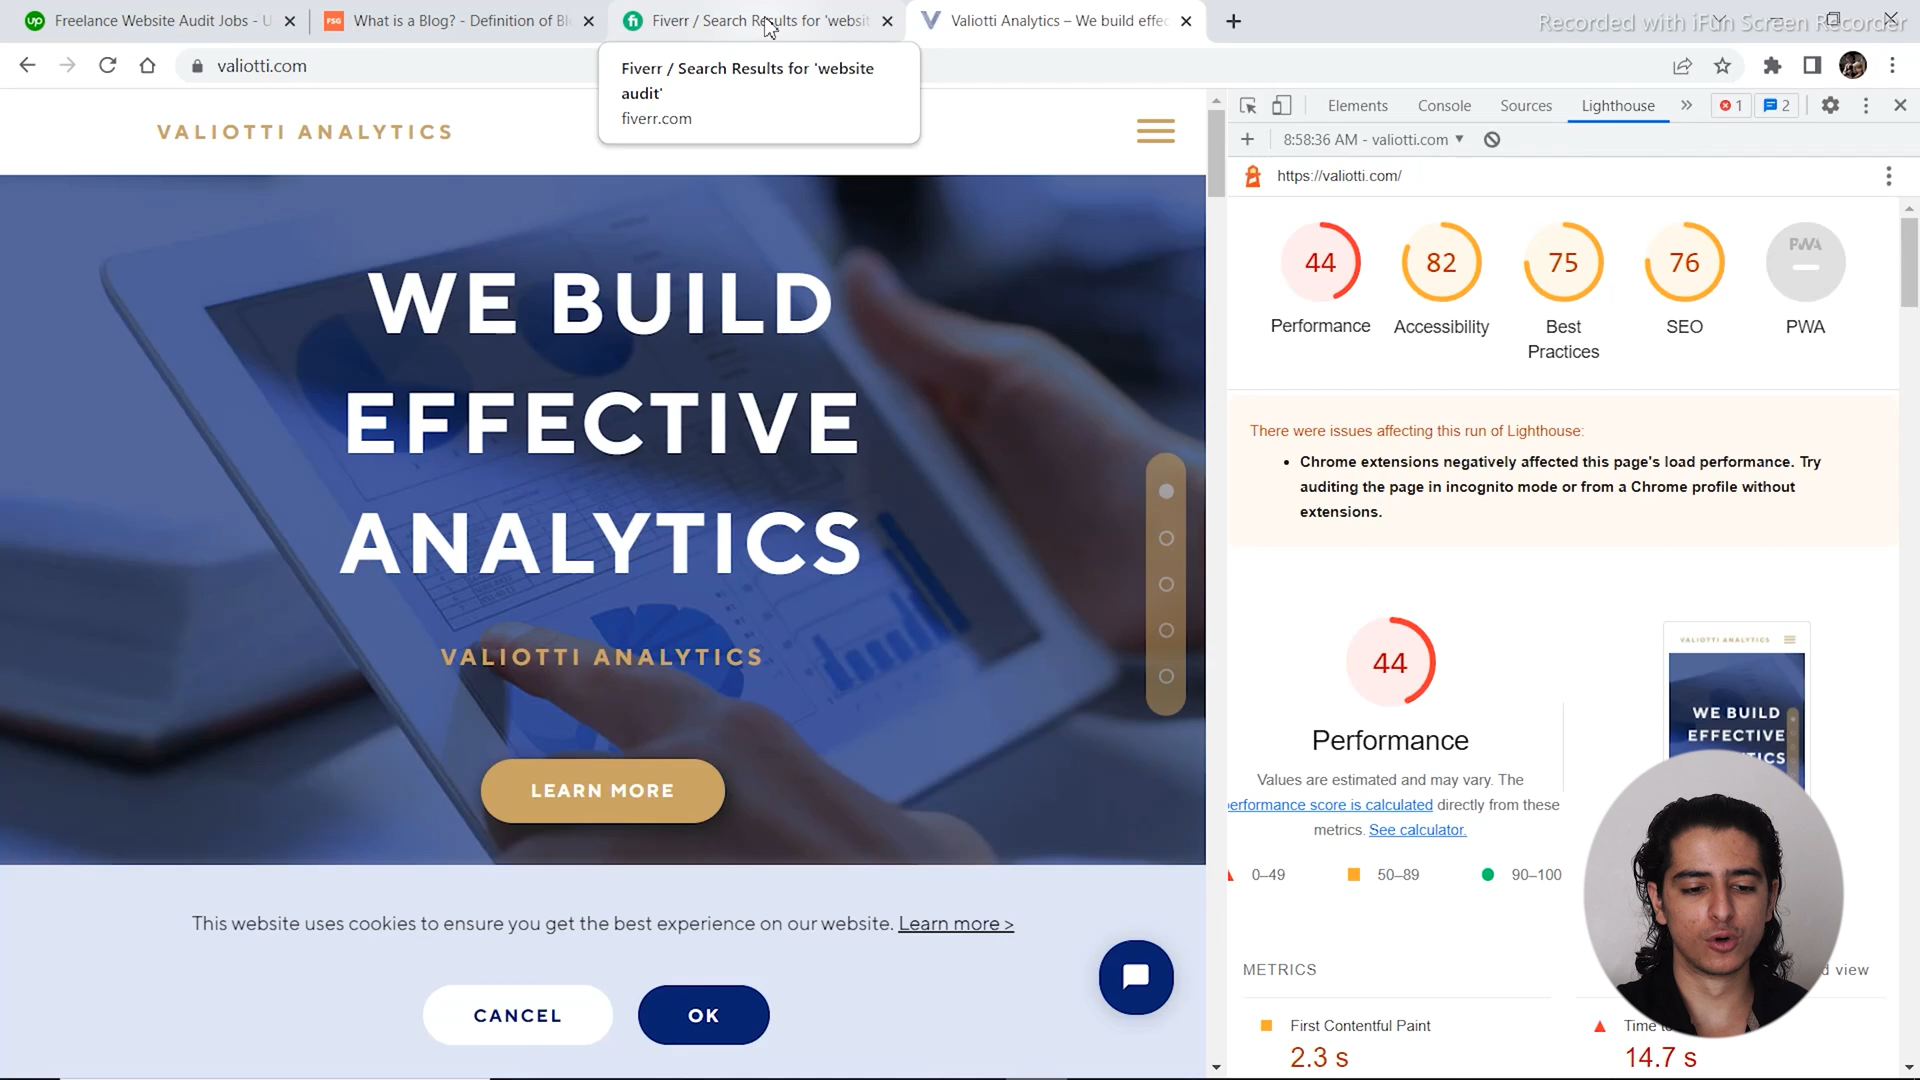 Freelance Website Audit Jobs - U
What is a Blog? - Definition of Bl
Fiverr / Search Results for 'websit
Valiotti Analytics – We build effec
Recorded with iFun Screen Recorder
valiotti.com
Fiverr / Search Results for 'website
audit'
fiverr.com
Elements
Console
Sources
Lighthouse
1
2
8:58:36 AM - valiotti.com
https://valiotti.com/
VALIOTTI ANALYTICS
WE BUILD
EFFECTIVE
ANALYTICS
VALIOTTI ANALYTICS
LEARN MORE
This website uses cookies to ensure you get the best experience on our website. Learn more >
CANCEL
OK
44
82
75
76
PWA
Performance
Accessibility
Best
Practices
SEO
PWA
There were issues affecting this run of Lighthouse:
• Chrome extensions negatively affected this page's load performance. Try
auditing the page in incognito mode or from a Chrome profile without
extensions.
44
Performance
Values are estimated and may vary. The
performance score is calculated directly from these
metrics. See calculator.
0–49
50–89
90–100
VALIOTTI ANALYTICS
WE BUILD
EFFECTIVE
METRICS
view
First Contentful Paint
2.3 s
Time
14.7 s